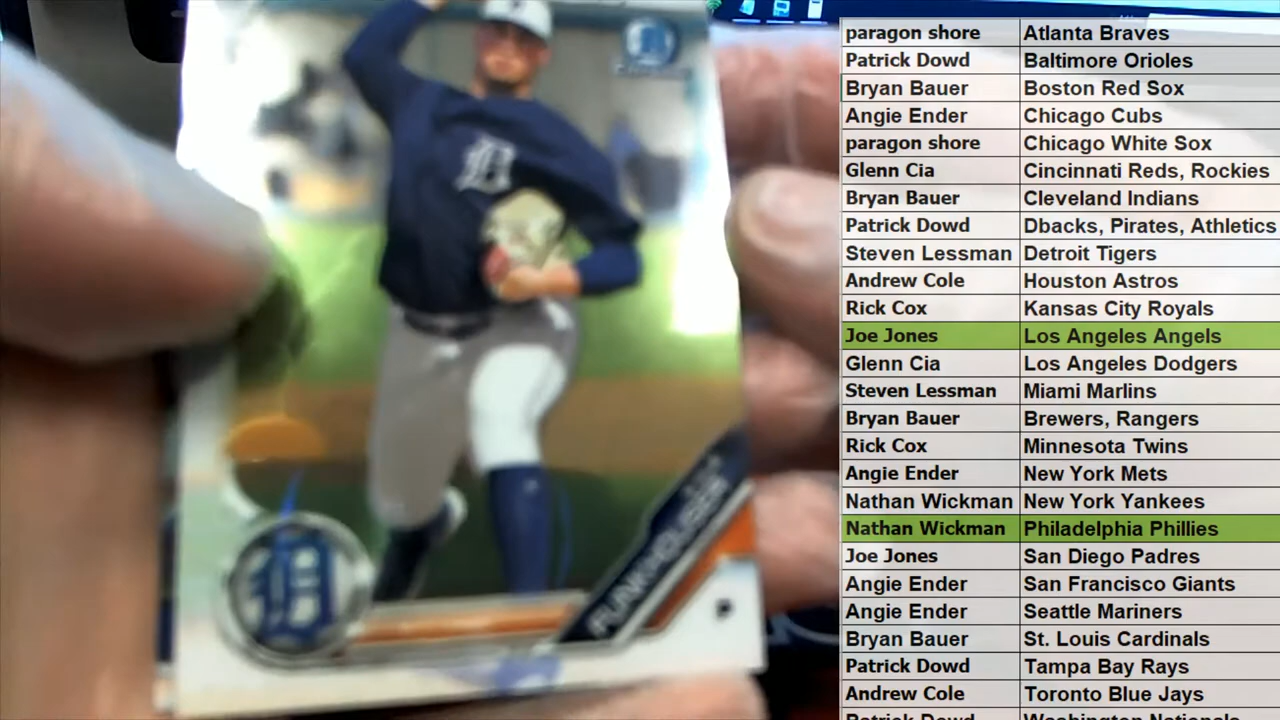 paragon shore Atlanta Braves
Patrick Dowd Baltimore Orioles
Bryan Bauer Boston Red Sox
Angie Ender Chicago Cubs
paragon shore Chicago White Sox
Glenn Cia Cincinnati Reds, Rockies
Bryan Bauer Cleveland Indians
Patrick Dowd Dbacks, Pirates, Athletics
Steven Lessman Detroit Tigers
Andrew Cole Houston Astros
Rick Cox Kansas City Royals
Joe Jones Los Angeles Angels
Glenn Cia Los Angeles Dodgers
Steven Lessman Miami Marlins
Bryan Bauer Brewers, Rangers
Rick Cox Minnesota Twins
Angie Ender New York Mets
Nathan Wickman New York Yankees
Nathan Wickman Philadelphia Phillies
Joe Jones San Diego Padres
Angie Ender San Francisco Giants
Angie Ender Seattle Mariners
Bryan Bauer St. Louis Cardinals
Patrick Dowd Tampa Bay Rays
Andrew Cole Toronto Blue Jays
Patrick Dowd Washington Nationals
D
FUNKHOUSER
P
D